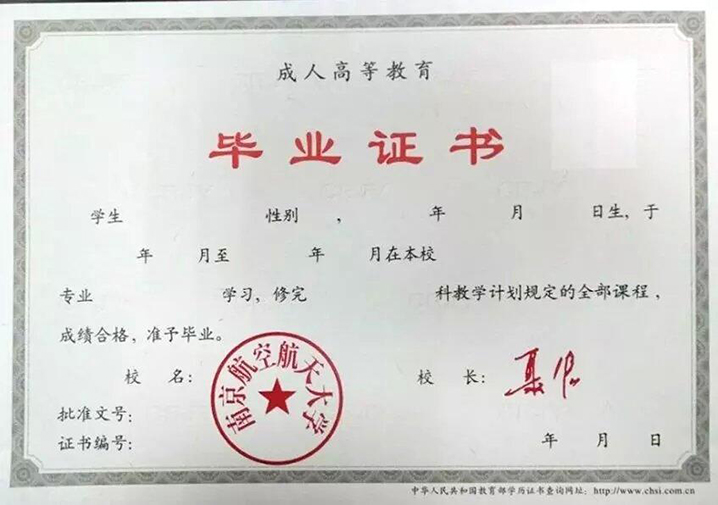 成人高等教育
毕业证书
学生 性别 , 年 月 日生,于
年 月至 年 月在本校
专业 学习,修完 科教学计划规定的全部课程,
成绩合格,准予毕业。
校 名: 校 长:
南京航空航天大学
批准文号:
证书编号: 年 月 日
中华人民共和国教育部学历证书查询网址:http://www.chsi.com.cn